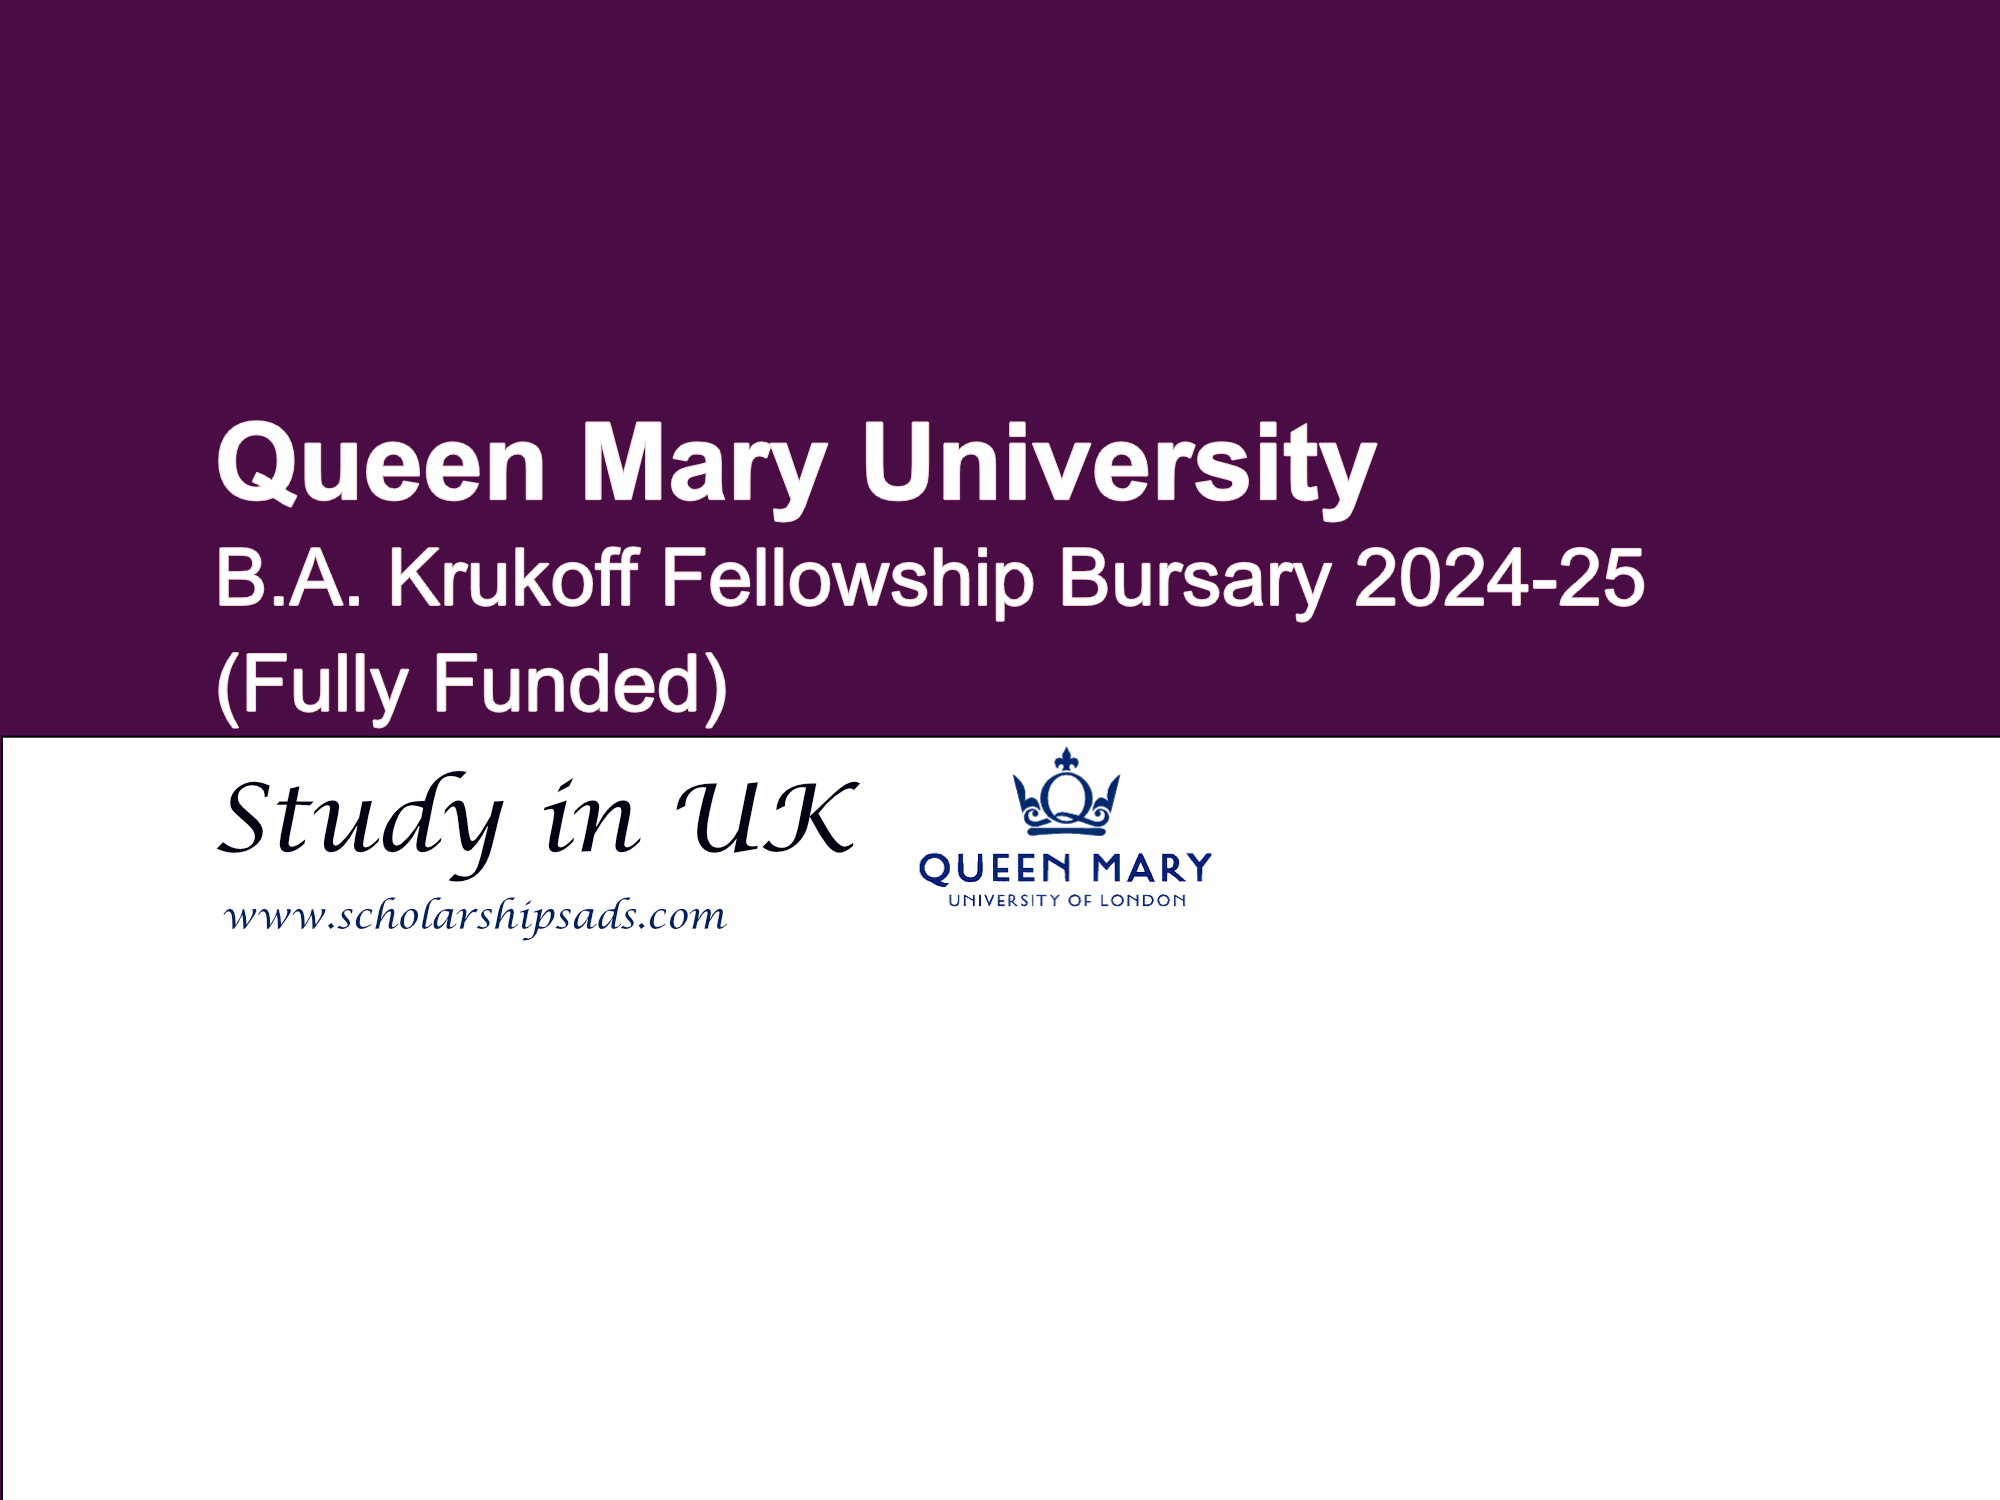 Queen Mary University
B.A. Krukoff Fellowship Bursary 2024-25
(Fully Funded)
Study in UK
www.scholarshipsads.com
QUEEN MARY
UNIVERSITY OF LONDON